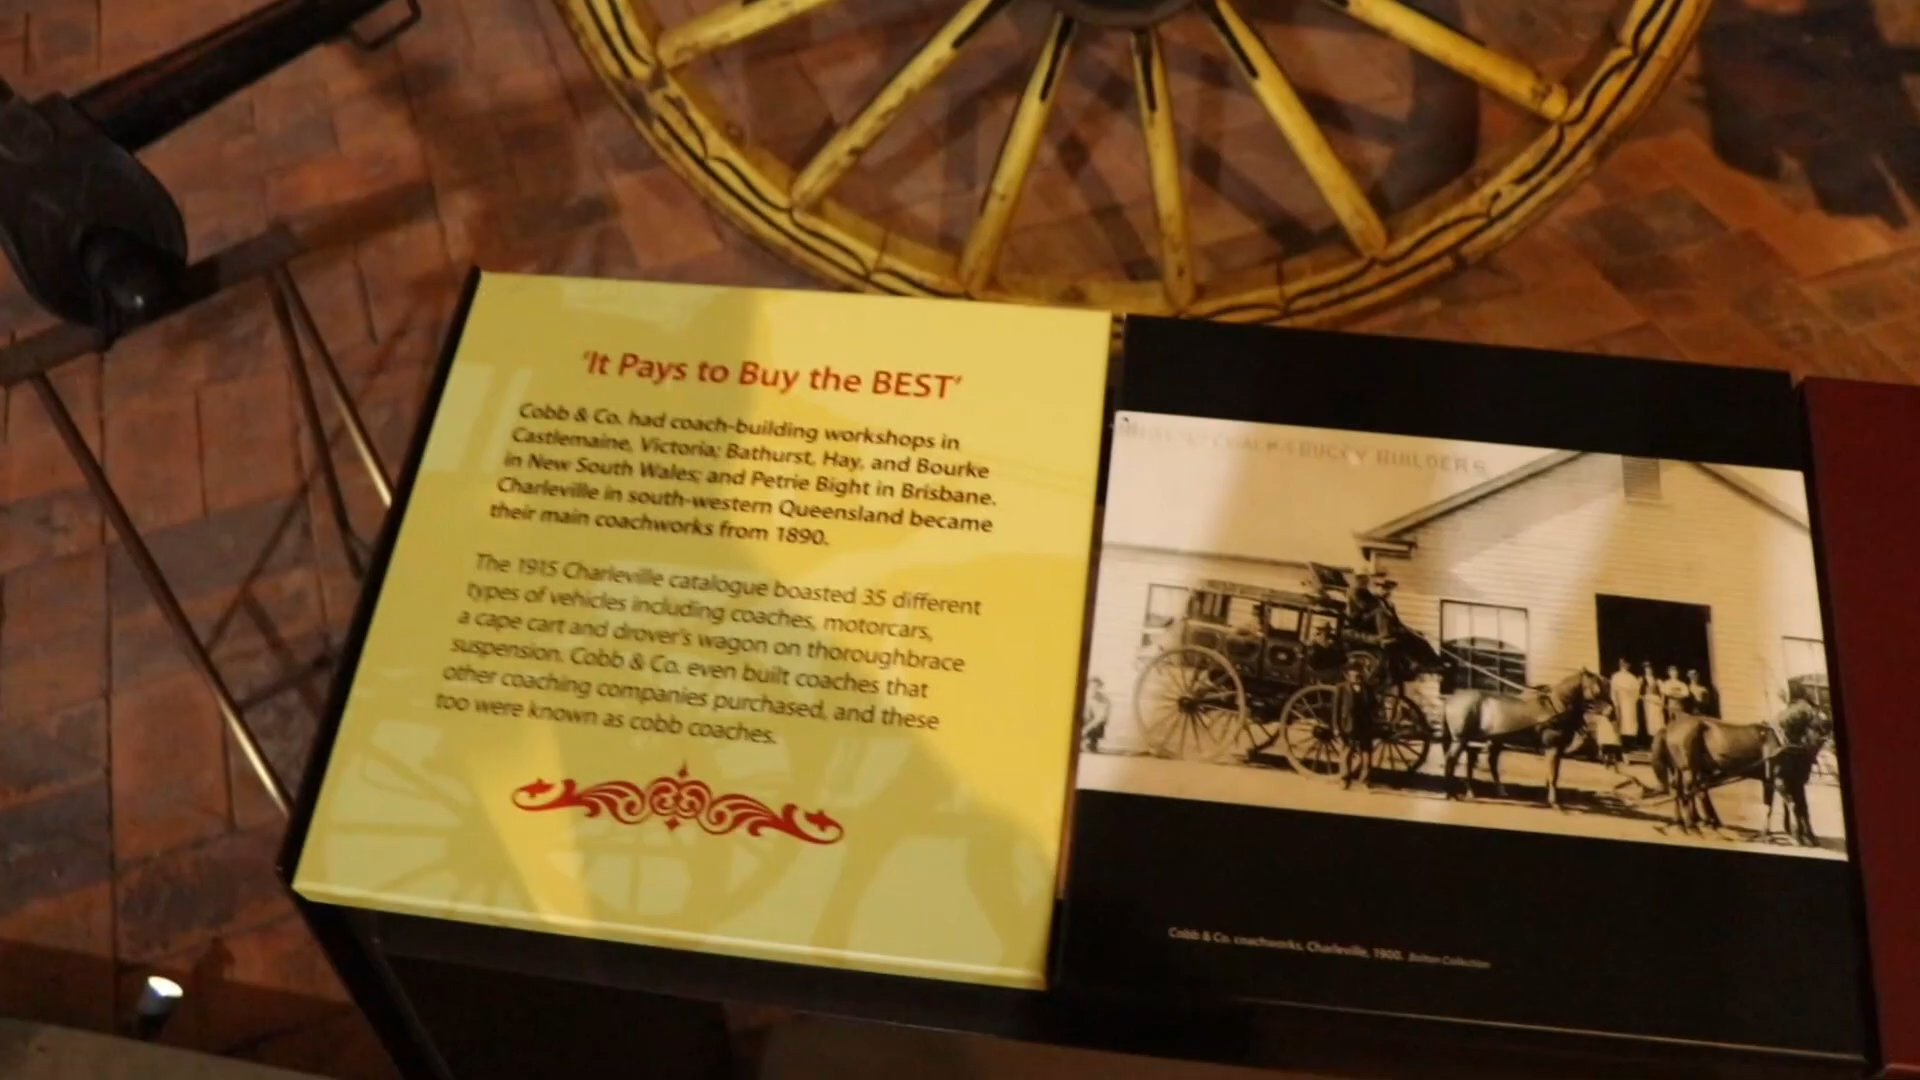 ‘It Pays to Buy the BEST’
Cobb & Co. had coach-building workshops in
Castlemaine, Victoria; Bathurst, Hay, and Bourke
in New South Wales; and Petrie Bight in Brisbane.
Charleville in south-western Queensland became
their main coachworks from 1890.
The 1915 Charleville catalogue boasted 35 different
types of vehicles including coaches, motorcars,
a cape cart and drover's wagon on thoroughbrace
suspension. Cobb & Co. even built coaches that
other coaching companies purchased, and these
too were known as cobb coaches.
BUGGY BUILDERS
Cobb & Co. coachworks, Charleville, 1900. Bolton Collection